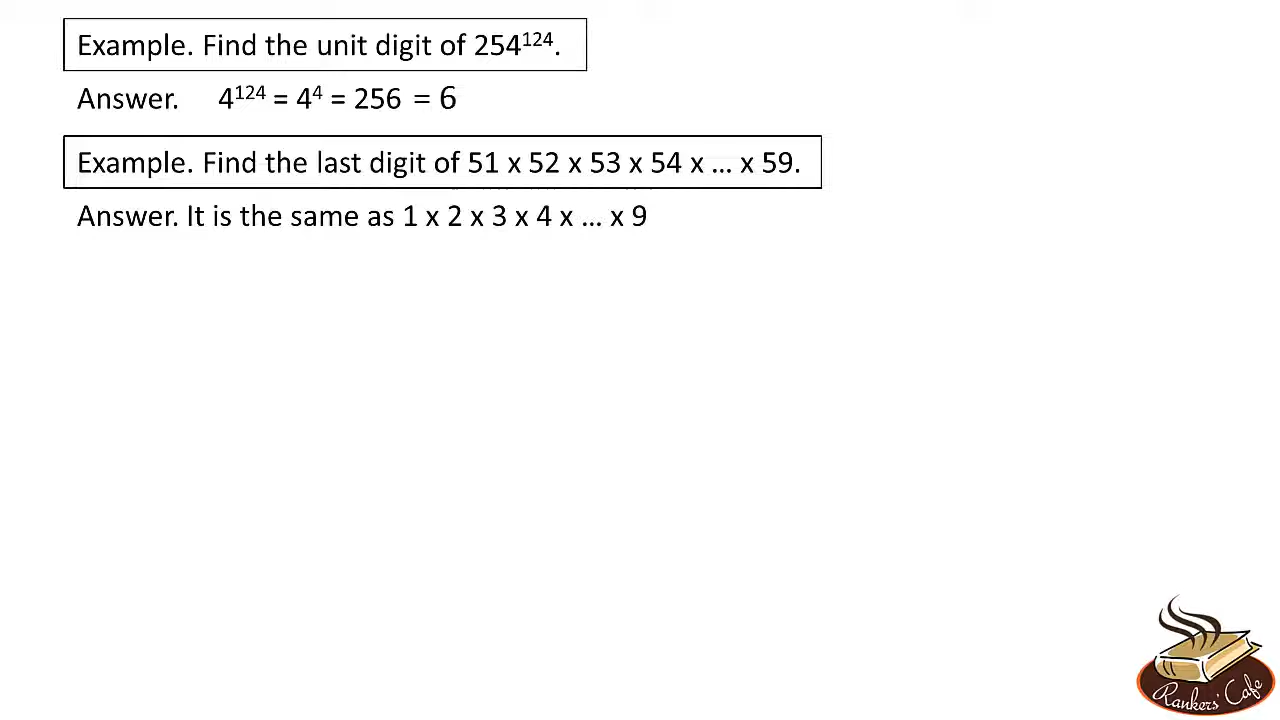 Example. Find the unit digit of 254¹²⁴.
Answer. 4¹²⁴ = 4⁴ = 256 = 6
Example. Find the last digit of 51 x 52 x 53 x 54 x ... x 59.
Answer. It is the same as 1 x 2 x 3 x 4 x ... x 9
Rankers' Cafe